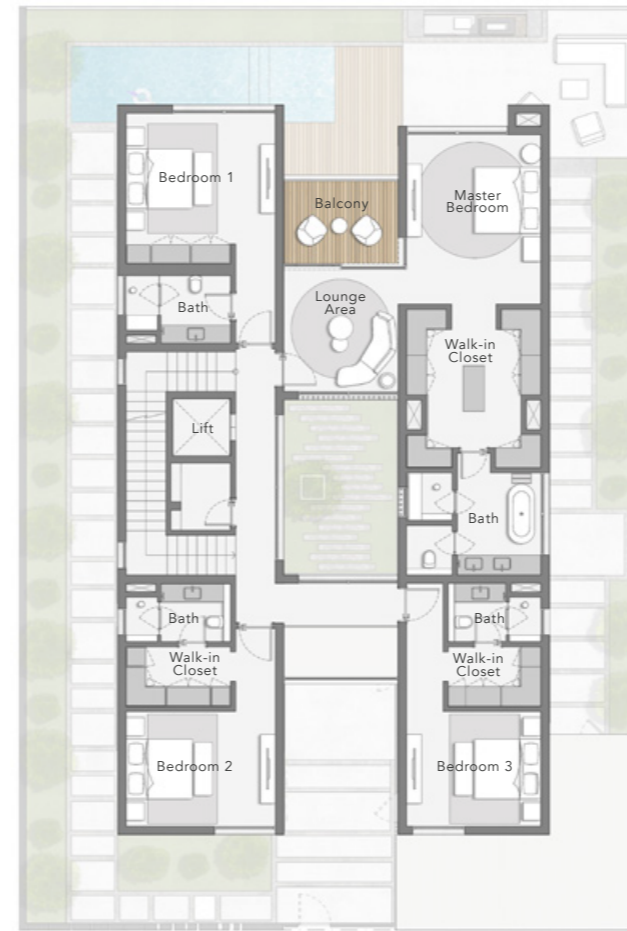 Bedroom 1
Balcony
Master
Bedroom
Bath
Lounge
Area
Walk-in
Closet
Lift
Bath
Bath
Bath
Walk-in
Closet
Walk-in
Closet
Bedroom 2
Bedroom 3